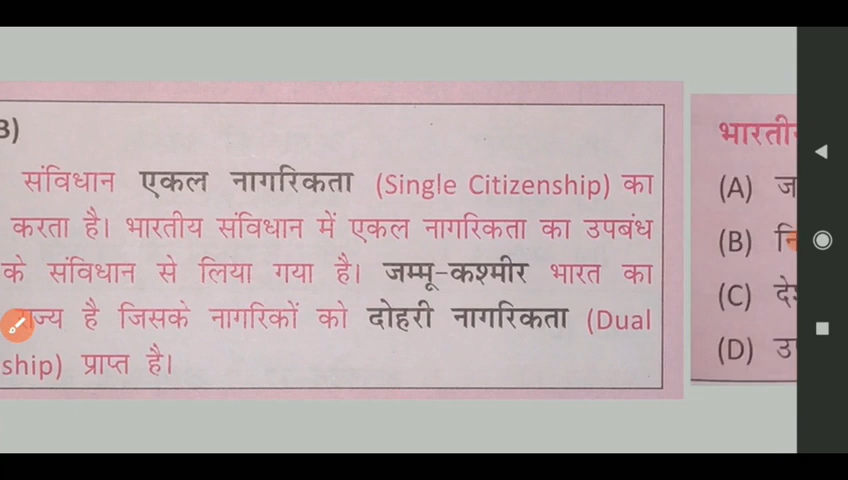 3)
संविधान एकल नागरिकता (Single Citizenship) का
करता है। भारतीय संविधान में एकल नागरिकता का उपबंध
के संविधान से लिया गया है। जम्मू-कश्मीर भारत का
राज्य है जिसके नागरिकों को दोहरी नागरिकता (Dual
ship) प्राप्त है।
(A)
(B)
(C)
(D)